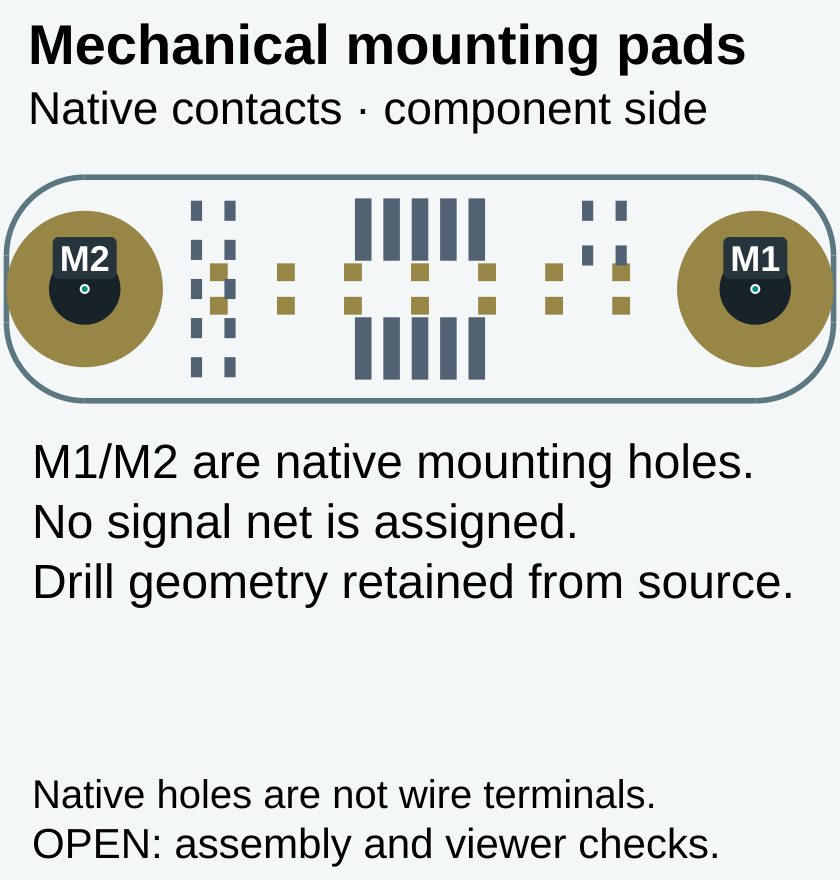 Mechanical mounting pads
Native contacts · component side
M2
M1
M1/M2 are native mounting holes.
No signal net is assigned.
Drill geometry retained from source.
Native holes are not wire terminals.
OPEN: assembly and viewer checks.